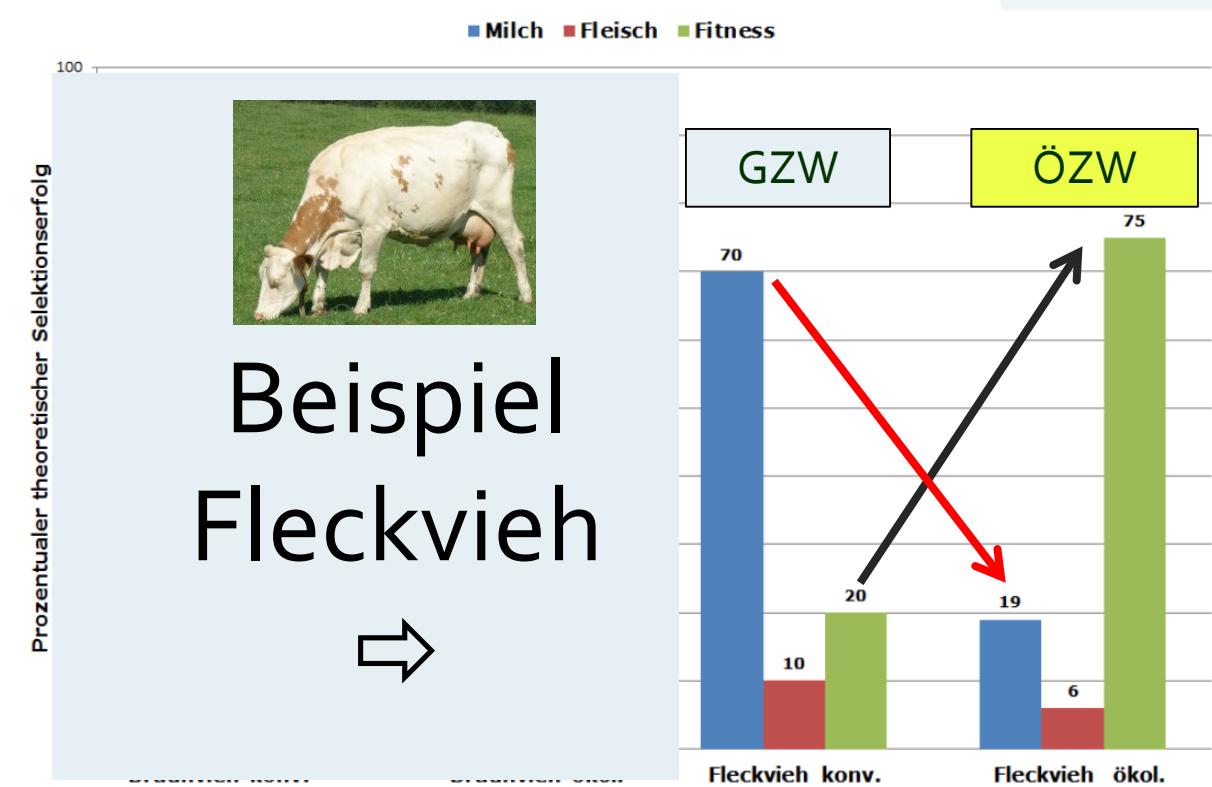 Milch Fleisch Fitness
100
Prozentualer theoretischer Selektionserfolg
Beispiel
Fleckvieh
GZW ÖZW
70
10
20
19
6
75
Fleckvieh konv. Fleckvieh ökol.